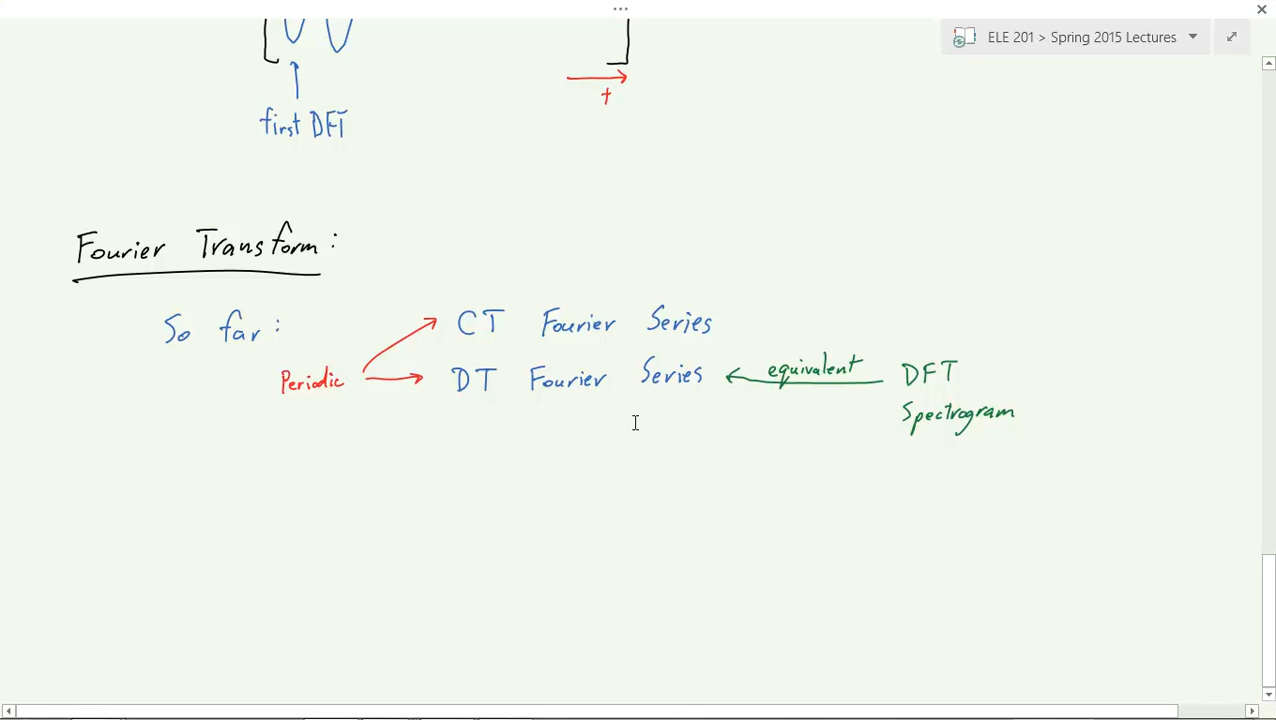 ELE 201 > Spring 2015 Lectures
+
first DFT
Fourier Transform:
So far:
CT Fourier Series
Periodic
DT Fourier Series
equivalent
DFT
Spectrogram